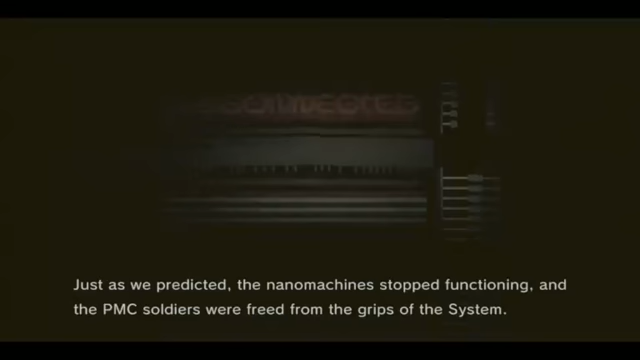 Just as we predicted, the nanomachines stopped functioning, and
the PMC soldiers were freed from the grips of the System.